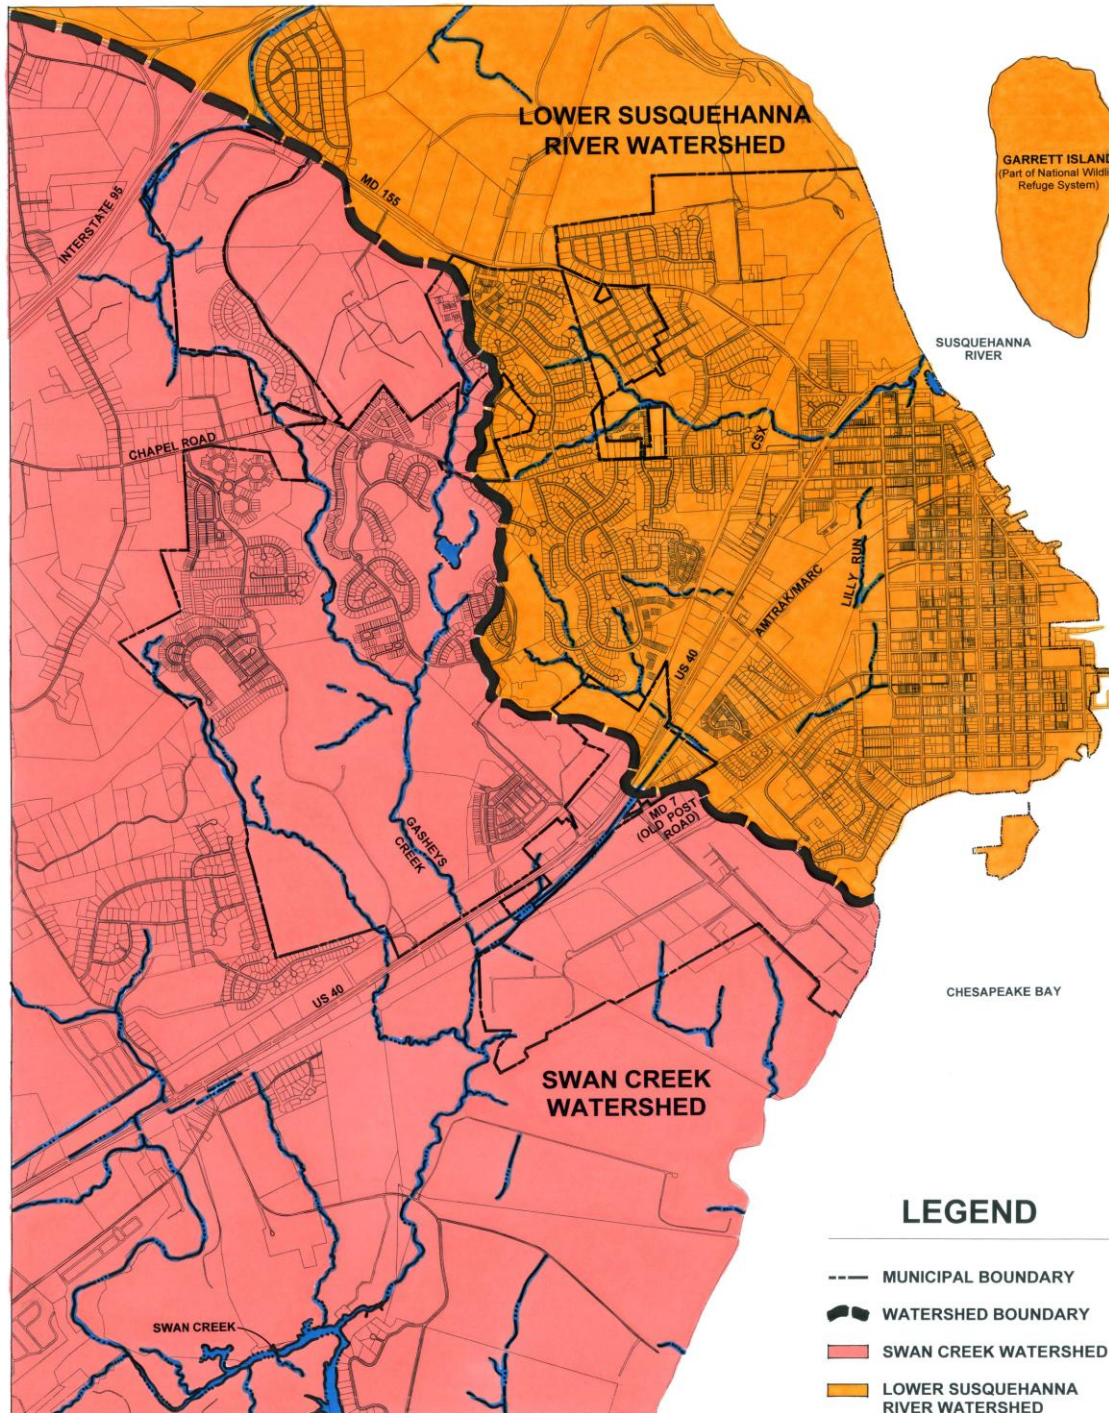 LOWER SUSQUEHANNA
RIVER WATERSHED
GARRETT ISLAND
(Part of National Wildli
Refuge System)
INTERSTATE 95
MD 155
SUSQUEHANNA
RIVER
CHAPEL ROAD
CSX
LILLY RUN
AMTRAK/MARC
US 40
MD 7
(OLD POST
ROAD)
GASHEYS
CREEK
US 40
CHESAPEAKE BAY
SWAN CREEK
WATERSHED
SWAN CREEK
LEGEND
MUNICIPAL BOUNDARY
WATERSHED BOUNDARY
SWAN CREEK WATERSHED
LOWER SUSQUEHANNA
RIVER WATERSHED